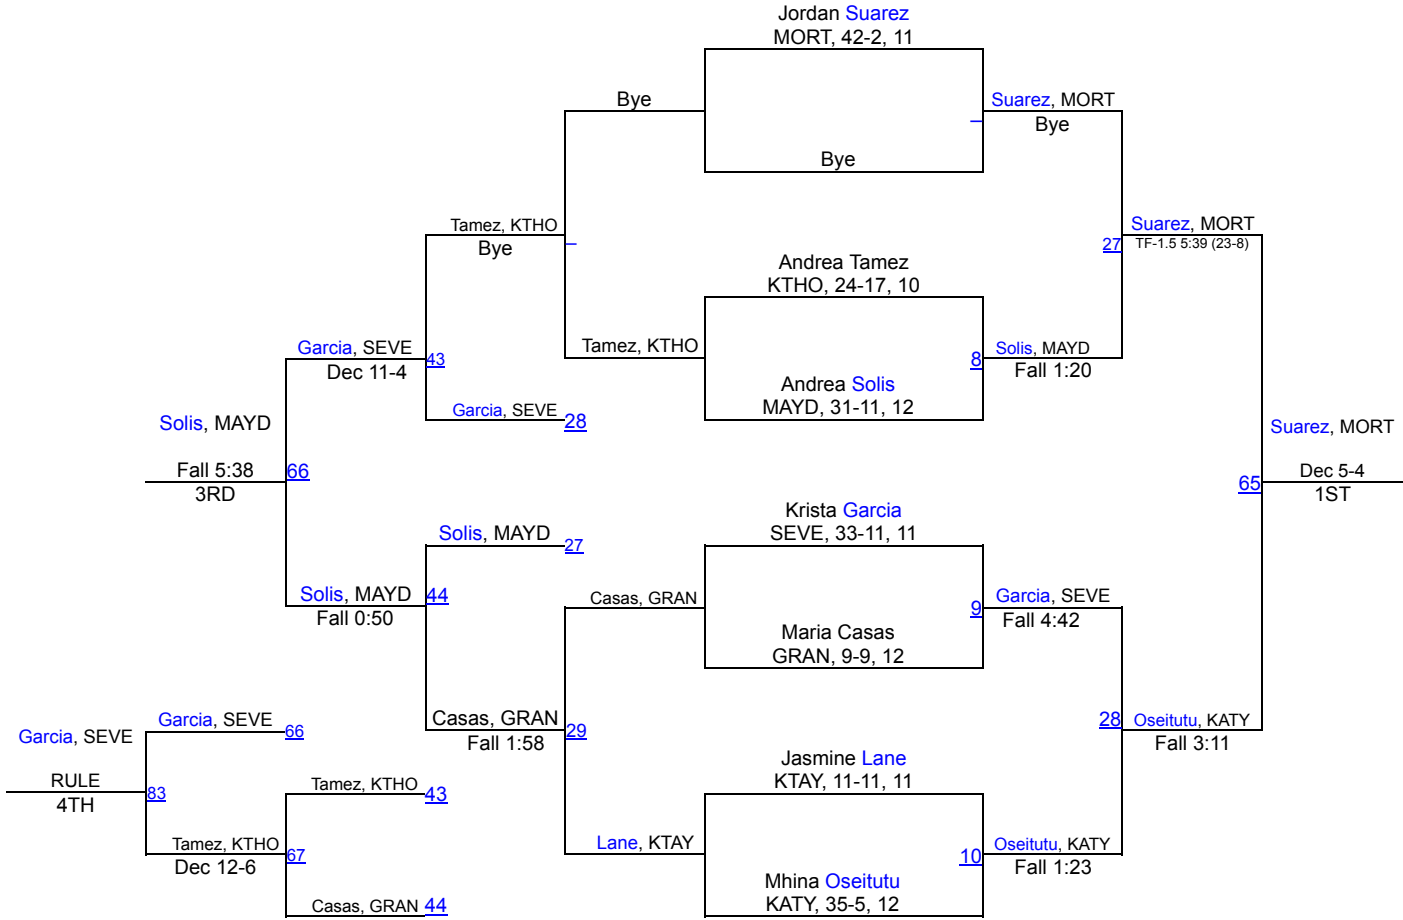 Jordan Suarez
MORT, 42-2, 11
Bye
Suarez, MORT
Bye
Bye
Tamez, KTHO
Bye
Suarez, MORT
27
TF-1.5 5:39 (23-8)
Andrea Tamez
KTHO, 24-17, 10
Garcia, SEVE
43
Dec 11-4
Tamez, KTHO
8
Solis, MAYD
Fall 1:20
Andrea Solis
MAYD, 31-11, 12
Garcia, SEVE
28
Solis, MAYD
Fall 5:38
66
3RD
Suarez, MORT
65
Dec 5-4
1ST
Krista Garcia
SEVE, 33-11, 11
Solis, MAYD
27
Solis, MAYD
44
Fall 0:50
Casas, GRAN
9
Garcia, SEVE
Fall 4:42
Maria Casas
GRAN, 9-9, 12
Casas, GRAN
29
Fall 1:58
28
Oseitutu, KATY
Fall 3:11
Garcia, SEVE
66
Garcia, SEVE
RULE
83
4TH
Jasmine Lane
KTAY, 11-11, 11
Tamez, KTHO
43
Tamez, KTHO
67
Dec 12-6
Lane, KTAY
10
Oseitutu, KATY
Fall 1:23
Mhina Oseitutu
KATY, 35-5, 12
Casas, GRAN
44